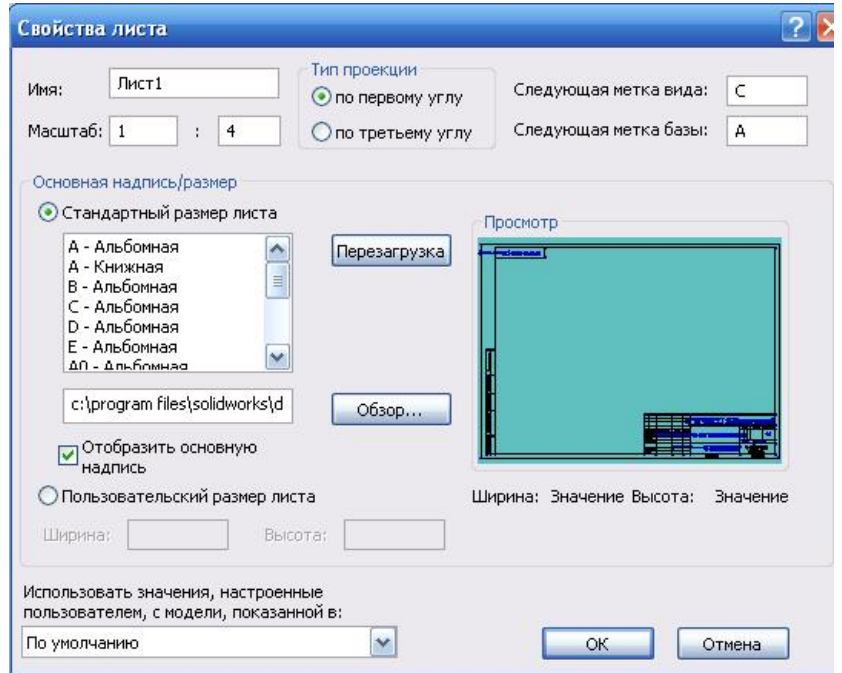 Свойства листа
Имя: Лист1
Масштаб: 1 : 4
Тип проекции
по первому углу
по третьему углу
Следующая метка вида: C
Следующая метка базы: A
Основная надпись/размер
Стандартный размер листа
A - Альбомная
A - Книжная
B - Альбомная
C - Альбомная
D - Альбомная
E - Альбомная
A0 - Альбомная
Перезагрузка
c:\program files\solidworks\d
Обзор...
Отобразить основную
надпись
Пользовательский размер листа
Ширина: Высота:
Просмотр
Ширина: Значение Высота: Значение
Использовать значения, настроенные
пользователем, с модели, показанной в:
По умолчанию
OK
Отмена